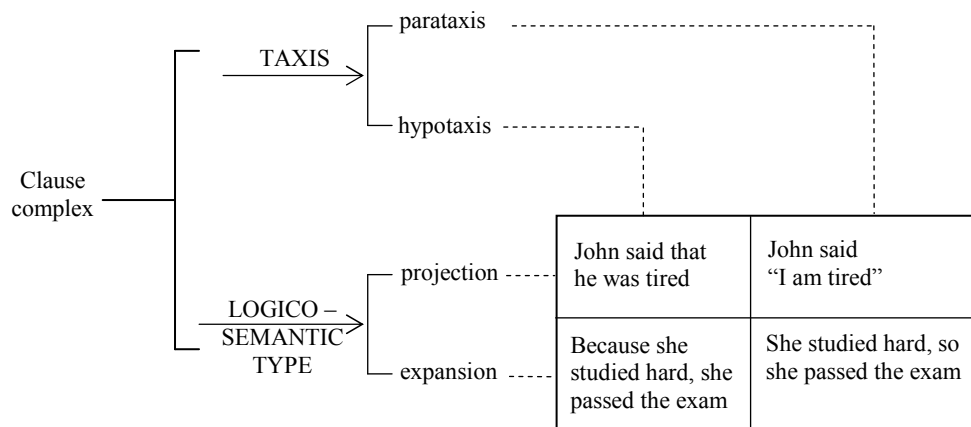 parataxis
TAXIS
hypotaxis
Clause
complex
John said that
he was tired
John said
“I am tired”
projection
LOGICO –
SEMANTIC
TYPE
expansion
Because she
studied hard, she
passed the exam
She studied hard, so
she passed the exam